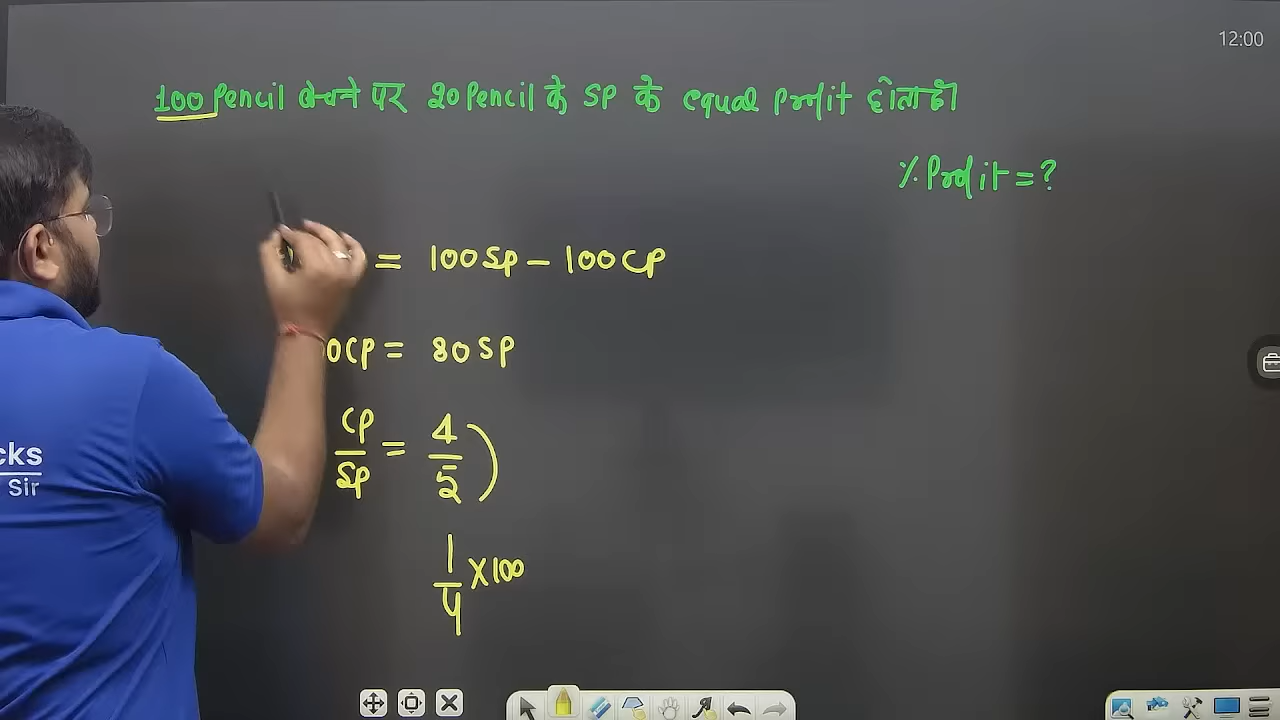 12:00
100 Pencil बेचने पर 20 Pencil के SP के equal Profit होता है।
% Profit = ?
= 100 SP - 100 CP
0CP = 80 SP
CP/SP = 4/5)
1/4 × 100
cks
Sir